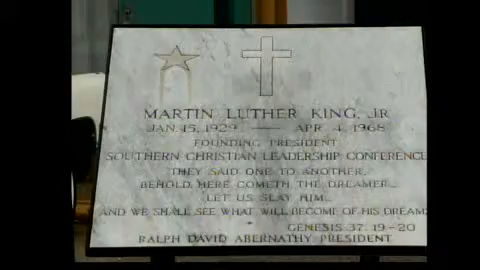 MARTIN LUTHER KING, JR
JAN. 15, 1929 — APR. 4, 1968
FOUNDING PRESIDENT
SOUTHERN CHRISTIAN LEADERSHIP CONFERENCE
THEY SAID ONE TO ANOTHER,
BEHOLD, HERE COMETH THE DREAMER...
LET US SLAY HIM...
AND WE SHALL SEE WHAT WILL BECOME OF HIS DREAMS
GENESIS 37: 19-20
RALPH DAVID ABERNATHY PRESIDENT